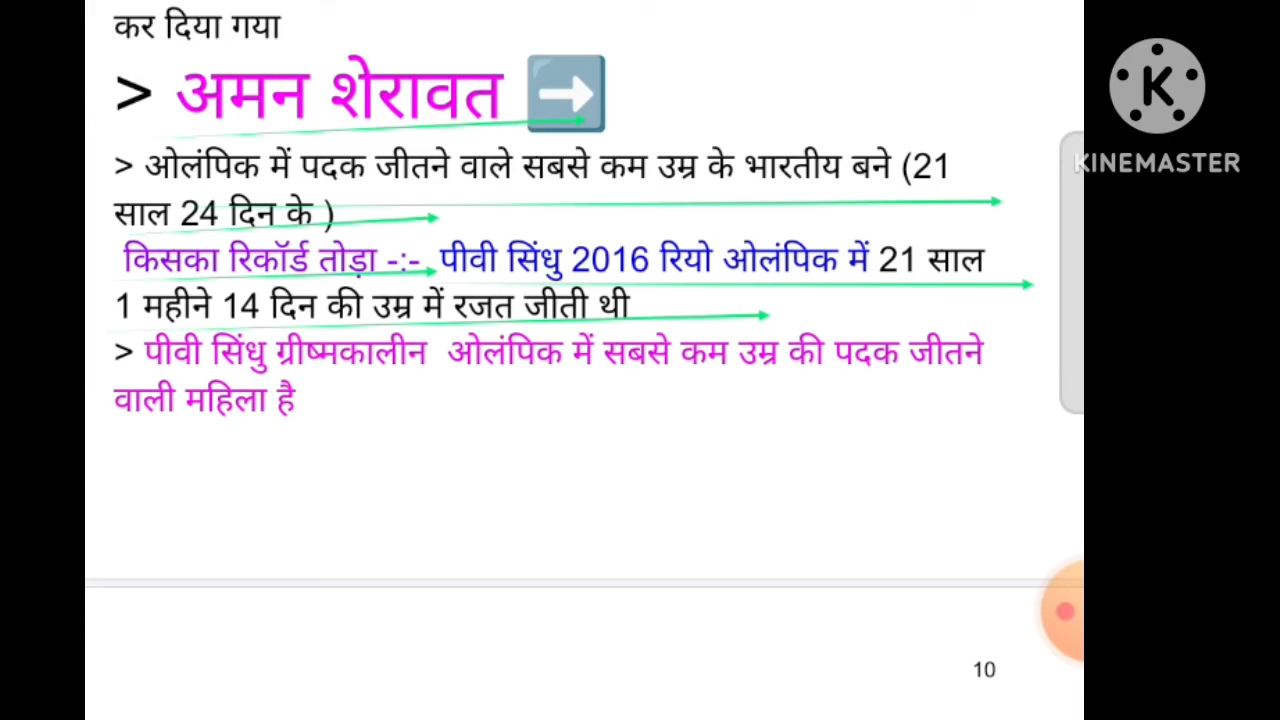 कर दिया गया
> अमन शेरावत ➡
> ओलंपिक में पदक जीतने वाले सबसे कम उम्र के भारतीय बने (21
साल 24 दिन के )
किसका रिकॉर्ड तोड़ा -:- पीवी सिंधु 2016 रियो ओलंपिक में 21 साल
1 महीने 14 दिन की उम्र में रजत जीती थी
> पीवी सिंधु ग्रीष्मकालीन ओलंपिक में सबसे कम उम्र की पदक जीतने
वाली महिला है
10
K
KINEMASTER